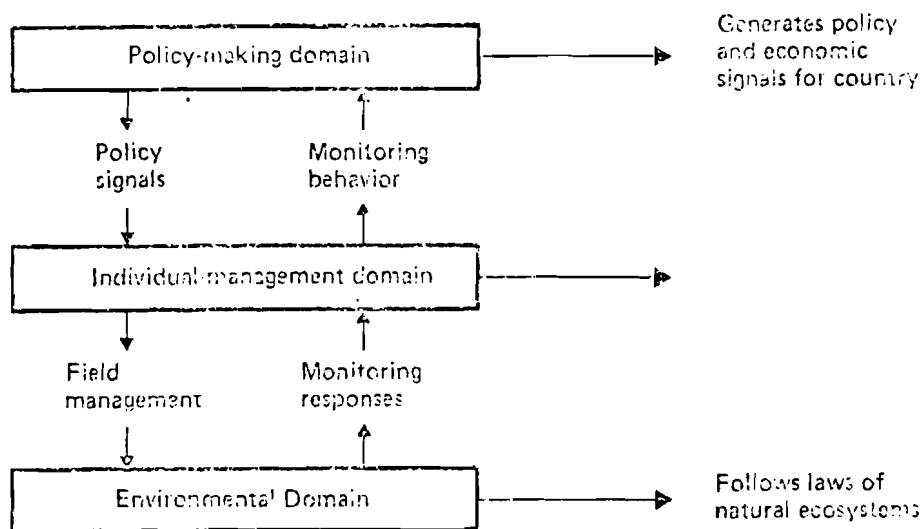 Policy-making domain
Generates policy
and economic
signals for country
Policy
signals
Monitoring
behavior
Individual-management domain
Field
management
Monitoring
responses
Environmental Domain
Follows laws of
natural ecosystems